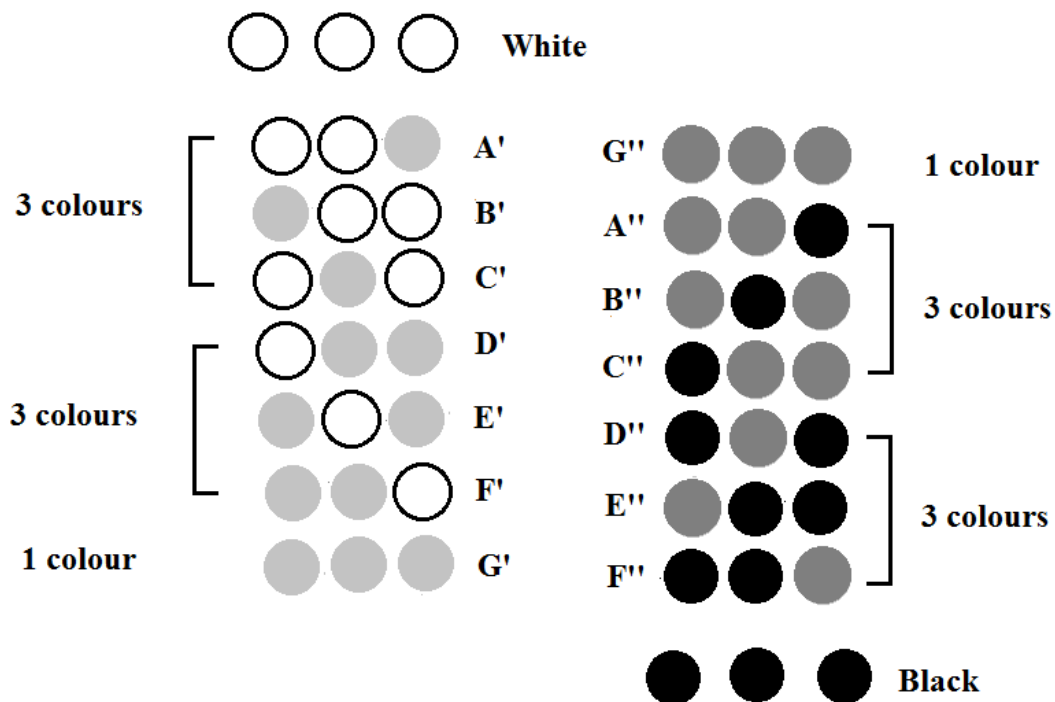 White
3 colours
A'
B'
C'
3 colours
D'
E'
F'
1 colour
G'
G''
1 colour
A''
B''
C''
3 colours
D''
E''
F''
3 colours
Black